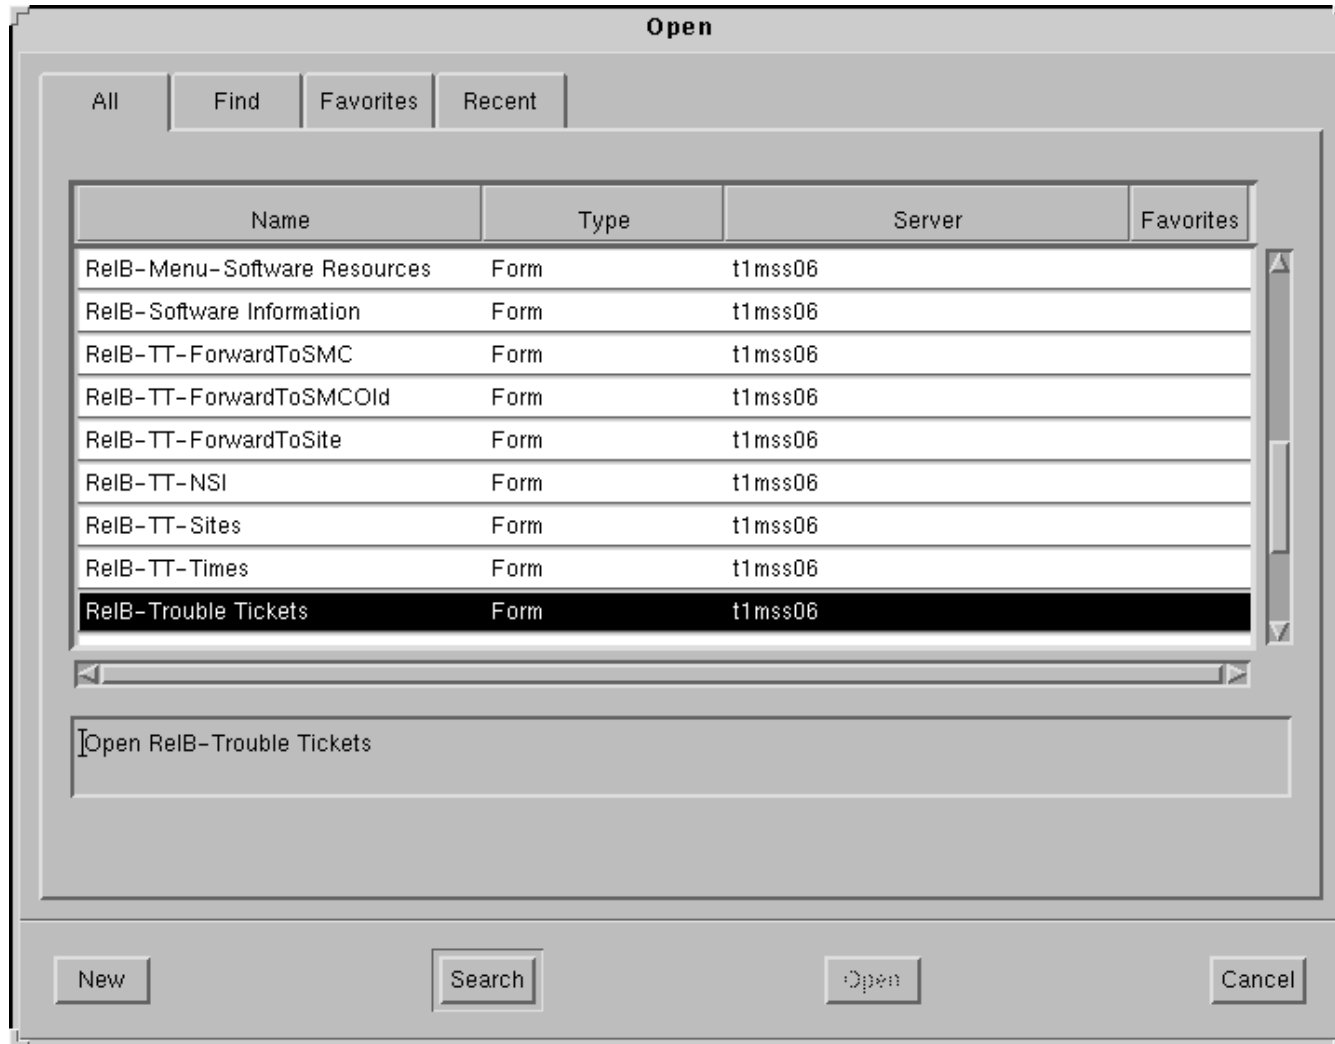 Open
All Find Favorites Recent
Name Type Server Favorites
RelB-Menu-Software Resources Form t1mss06
RelB-Software Information Form t1mss06
RelB-TT-ForwardToSMC Form t1mss06
RelB-TT-ForwardToSMCOld Form t1mss06
RelB-TT-ForwardToSite Form t1mss06
RelB-TT-NSI Form t1mss06
RelB-TT-Sites Form t1mss06
RelB-TT-Times Form t1mss06
RelB-Trouble Tickets Form t1mss06
Open RelB-Trouble Tickets
New Search Open Cancel